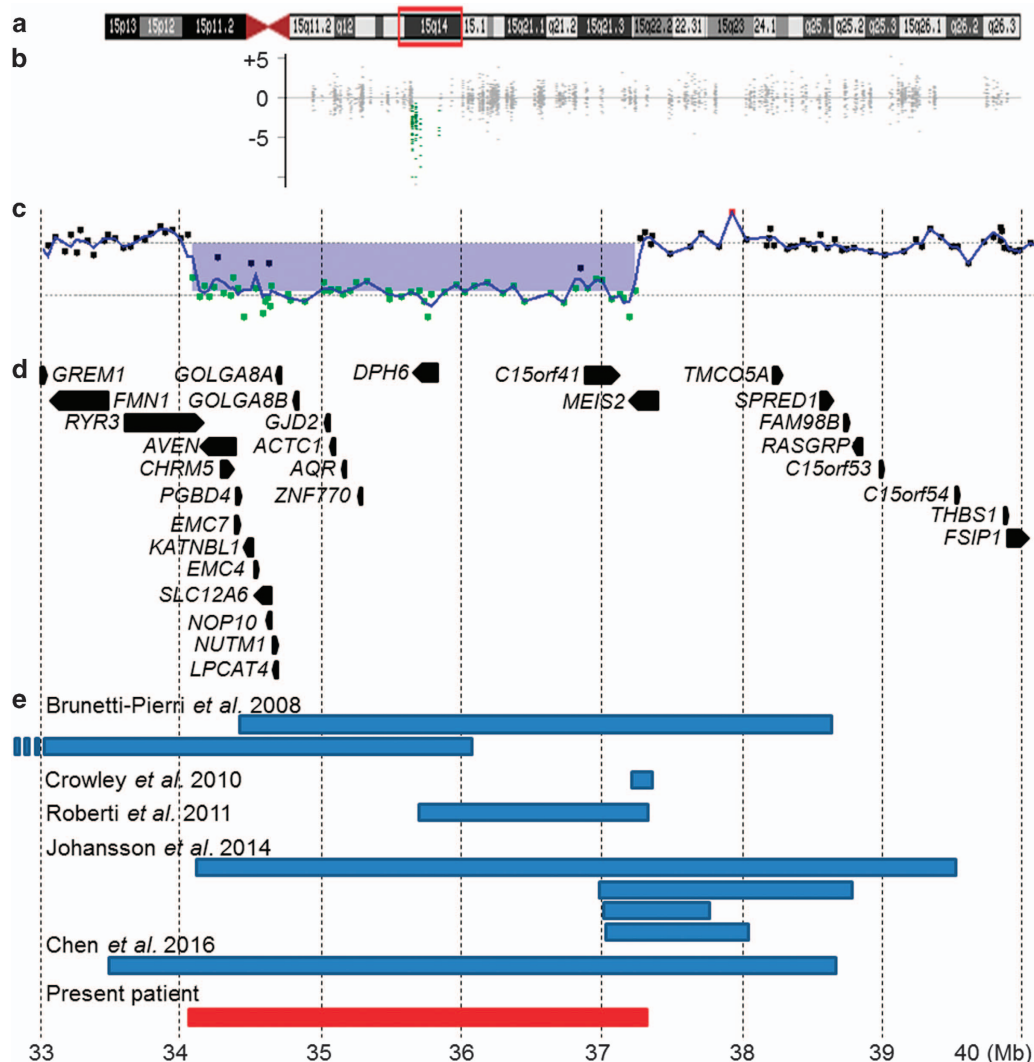 a
15p13 15p12 15p11.2 15q11.2 q12 15q14 15.1 15q21.1 q21.2 15q21.3 15q22.2 22.31 15q23 24.1 q25.1 q25.2 q25.3 15q26.1 q26.2 q26.3
b
+5
0
-5
c
d
GREM1 GOLGA8A DPH6 C15orf41 TMCO5A
FMN1 GOLGA8B MEIS2 SPRED1
RYR3 GJD2 FAM98B
AVEN ACTC1 RASGRP
CHRM5 AQR C15orf53
PGBD4 ZNF770 C15orf54
EMC7 THBS1
KATNBL1 FSIP1
EMC4
SLC12A6
NOP10
NUTM1
LPCAT4
e
Brunetti-Pierri et al. 2008
Crowley et al. 2010
Roberti et al. 2011
Johansson et al. 2014
Chen et al. 2016
Present patient
33 34 35 36 37 38 39 40 (Mb)